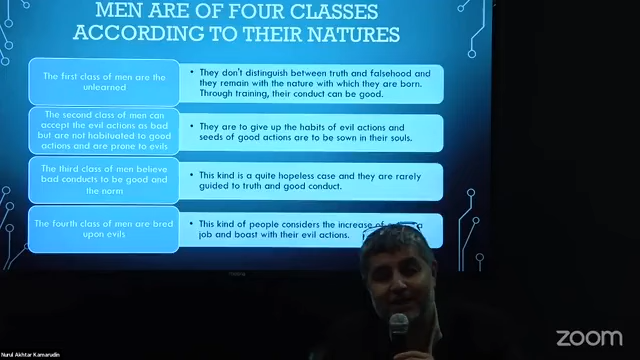 MEN ARE OF FOUR CLASSES
ACCORDING TO THEIR NATURES
The first class of men are the
unlearned
• They don't distinguish between truth and falsehood and
they remain with the nature with which they are born.
Through training, their conduct can be good.
The second class of men can
accept the evil actions as bad
but are not habituated to good
actions and are prone to evils
• They are to give up the habits of evil actions and
seeds of good actions are to be sown in their souls.
The third class of men believe
bad conducts to be good and
the norm
• This kind is a quite hopeless case and they are rarely
guided to truth and good conduct.
The fourth class of men are bred
upon evils
• This kind of people considers the increase of a
job and boast with their evil actions.
Nurul Akhtar Kamarudin
zoom